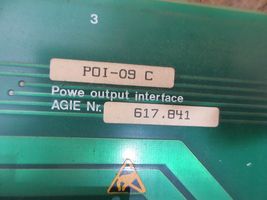 3
POI-09 C
Powe output interface
AGIE Nr. 617.841